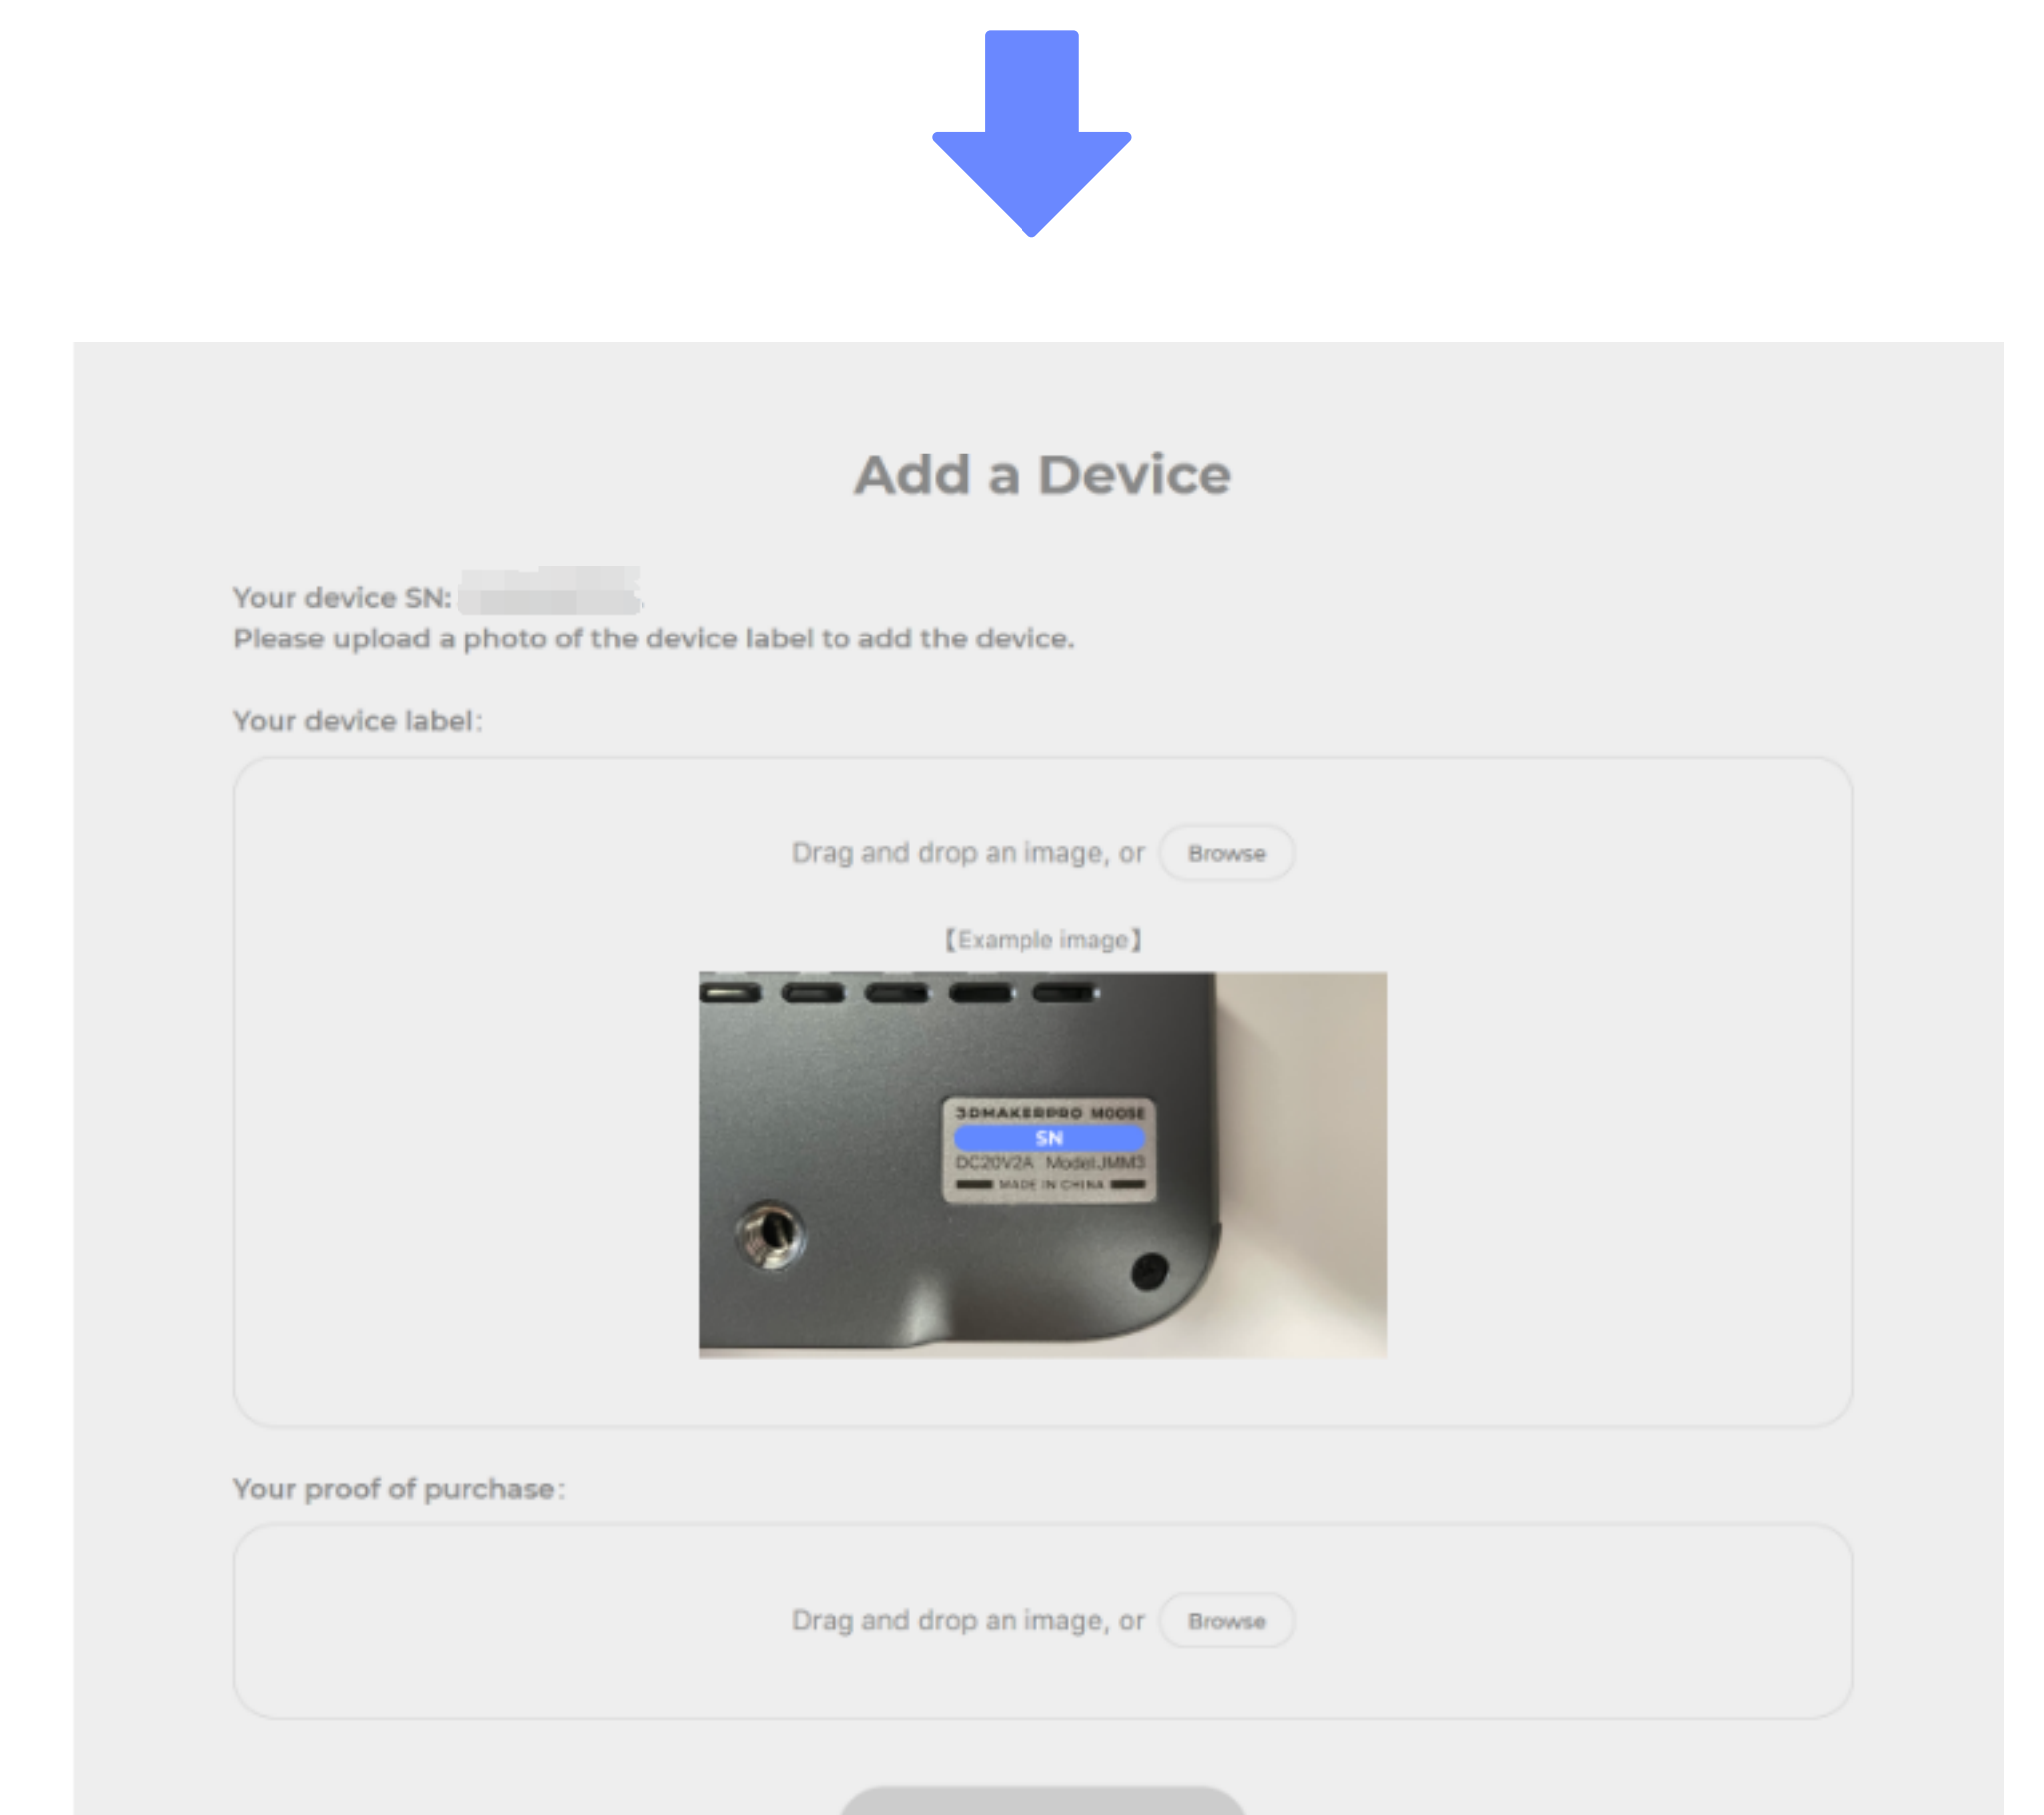 Add a Device
Your device SN:
Please upload a photo of the device label to add the device.
Your device label:
Drag and drop an image, or Browse
【Example image】
3DMAKERPRO MOOSE
SN
DC20V2A Model:JMM3
MADE IN CHINA
Your proof of purchase:
Drag and drop an image, or Browse